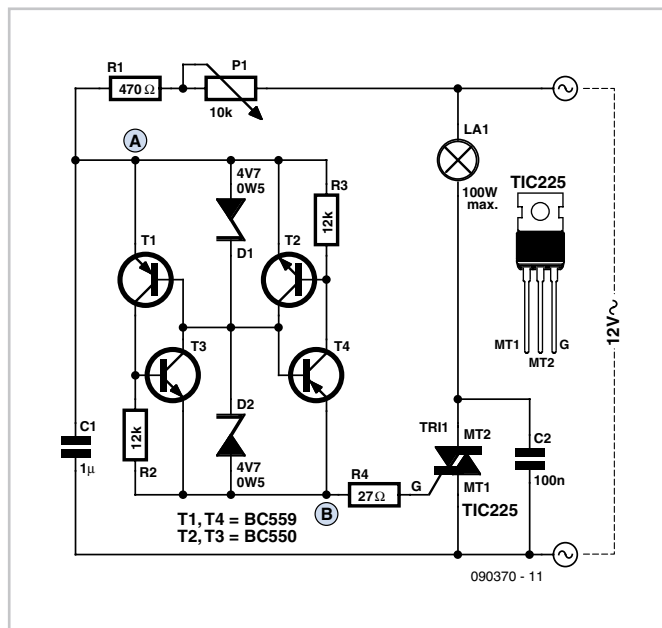 R1
470 Ω
P1
10k
A
LA1
100W
max.
TIC225
MT1
MT2
G
12V~
4V7
0W5
D1
R3
12k
T1
T2
T3
T4
D2
4V7
0W5
C1
1µ
12k
R2
B
R4
27Ω
G
TRI1
MT2
MT1
TIC225
C2
100n
T1, T4 = BC559
T2, T3 = BC550
090370 - 11